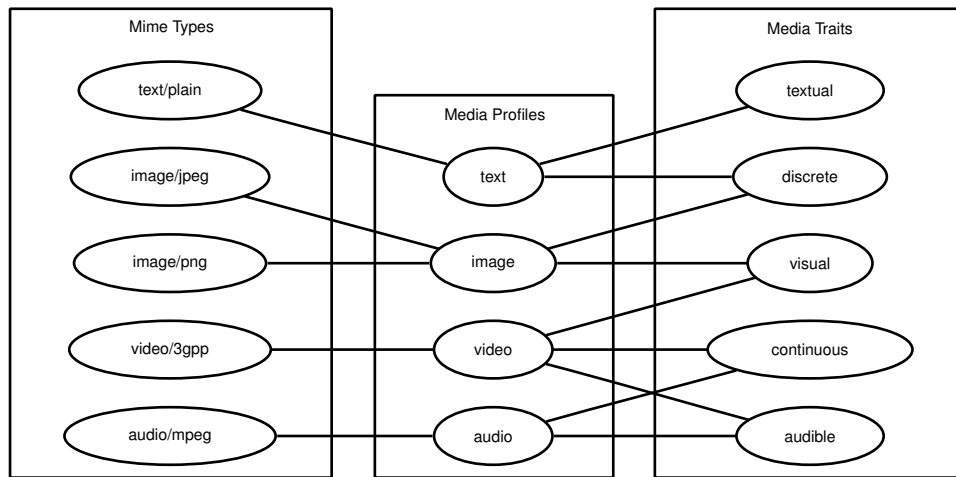 Mime Types
text/plain
image/jpeg
image/png
video/3gpp
audio/mpeg
Media Profiles
text
image
video
audio
Media Traits
textual
discrete
visual
continuous
audible